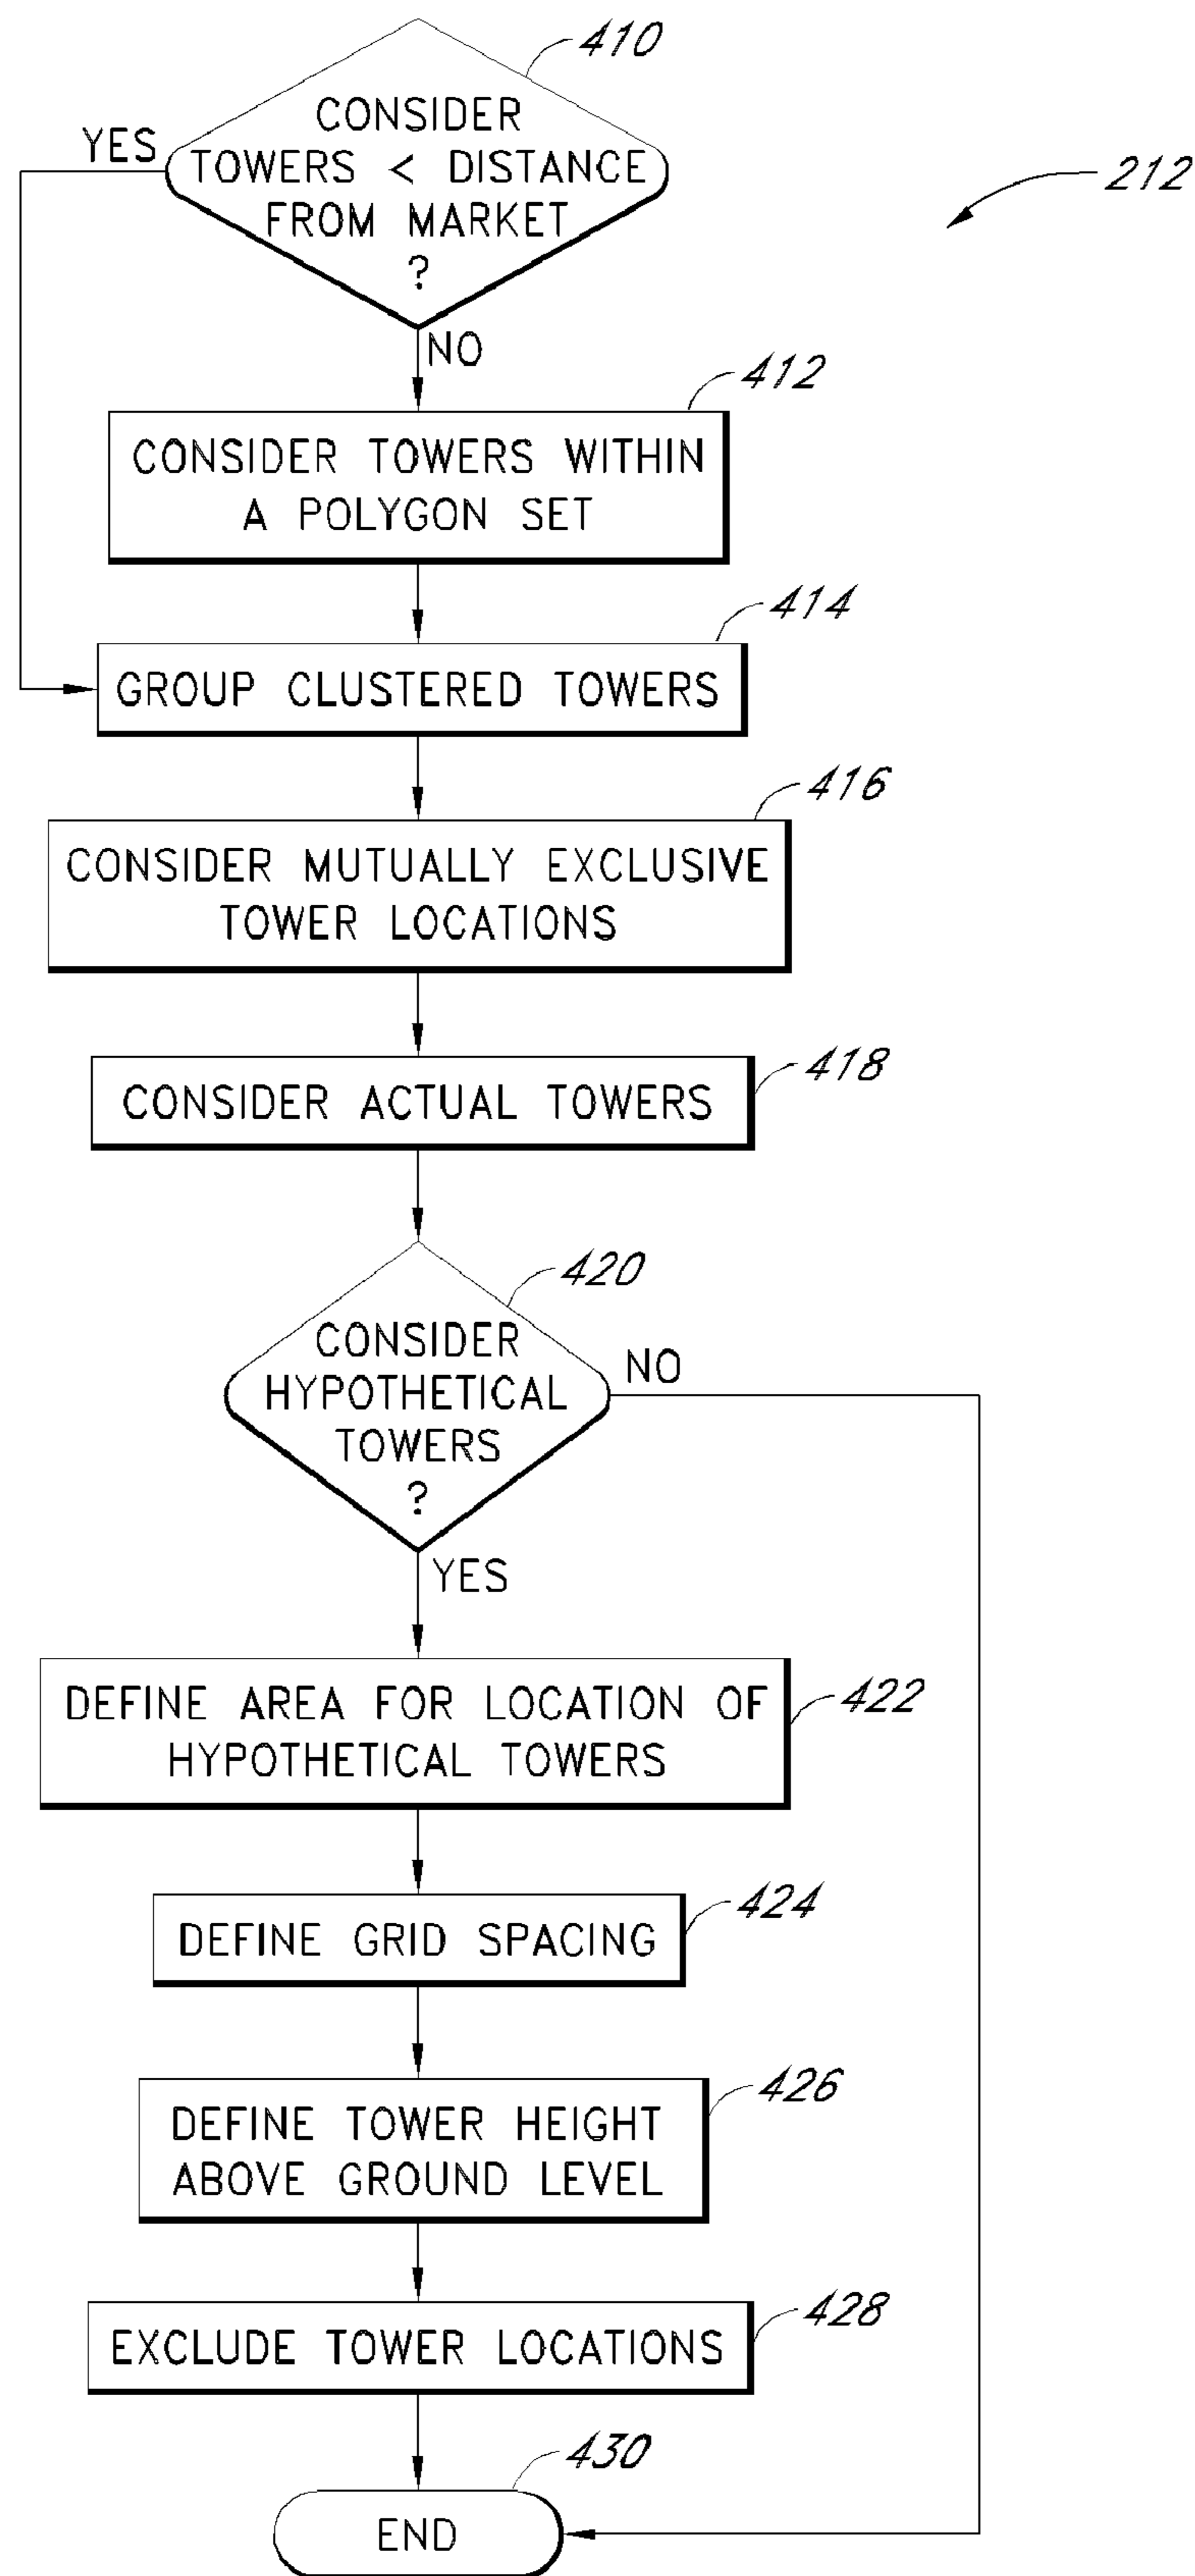 410
CONSIDER
TOWERS < DISTANCE
FROM MARKET
?
YES
212
NO
412
CONSIDER TOWERS WITHIN
A POLYGON SET
414
GROUP CLUSTERED TOWERS
416
CONSIDER MUTUALLY EXCLUSIVE
TOWER LOCATIONS
418
CONSIDER ACTUAL TOWERS
420
CONSIDER
HYPOTHETICAL
TOWERS
?
NO
YES
422
DEFINE AREA FOR LOCATION OF
HYPOTHETICAL TOWERS
424
DEFINE GRID SPACING
426
DEFINE TOWER HEIGHT
ABOVE GROUND LEVEL
428
EXCLUDE TOWER LOCATIONS
430
END